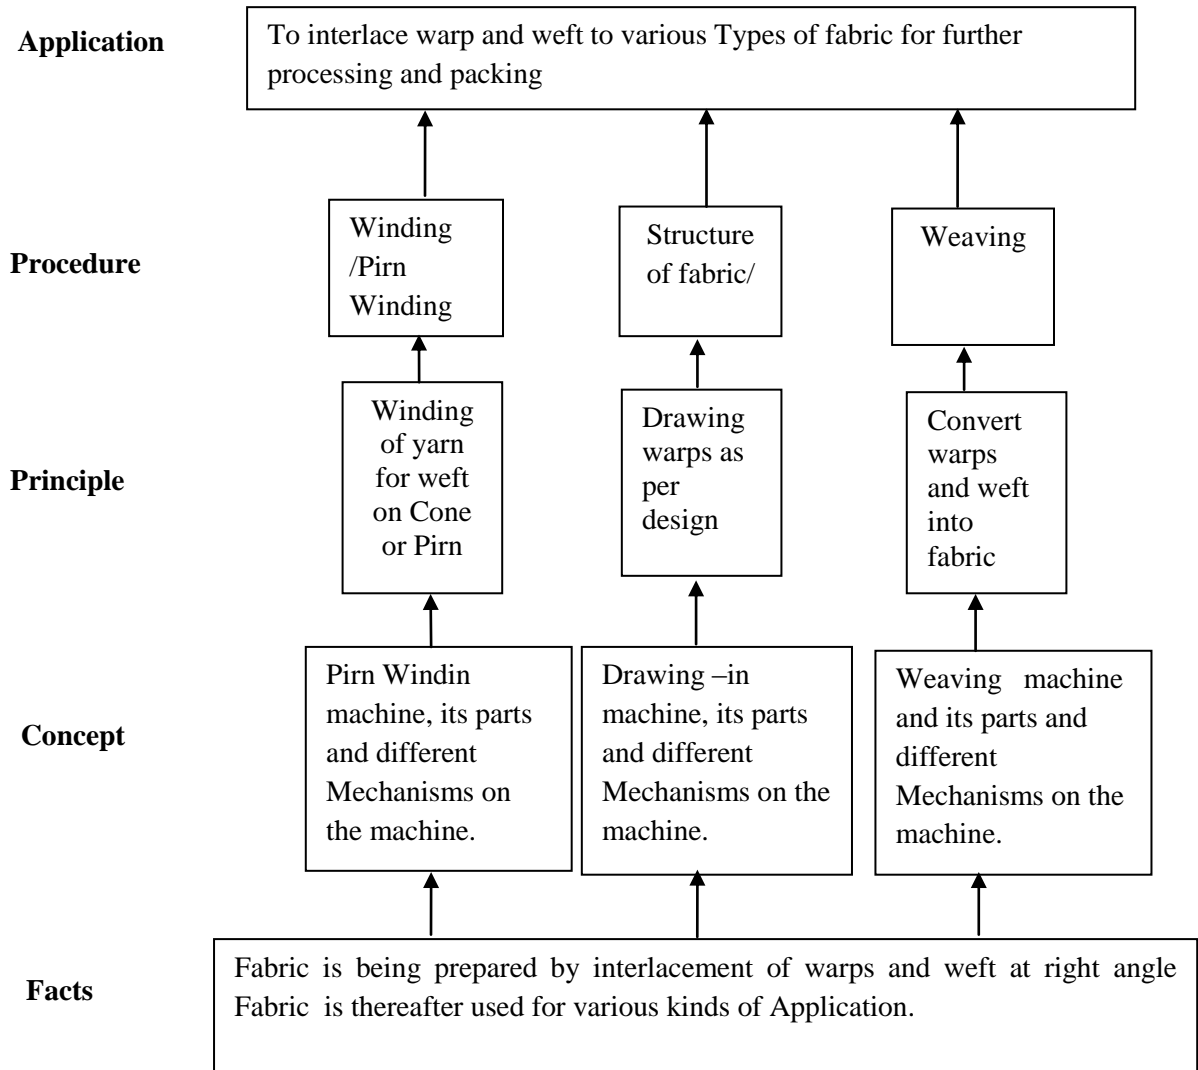 Application
To interlace warp and weft to various Types of fabric for further
processing and packing
Procedure
Winding
/Pirn
Winding
Structure
of fabric/
Weaving
Principle
Winding
of yarn
for weft
on Cone
or Pirn
Drawing
warps as
per
design
Convert
warps
and weft
into
fabric
Concept
Pirn Windin
machine, its parts
and different
Mechanisms on
the machine.
Drawing –in
machine, its parts
and different
Mechanisms on the
machine.
Weaving machine
and its parts and
different
Mechanisms on the
machine.
Facts
Fabric is being prepared by interlacement of warps and weft at right angle
Fabric is thereafter used for various kinds of Application.